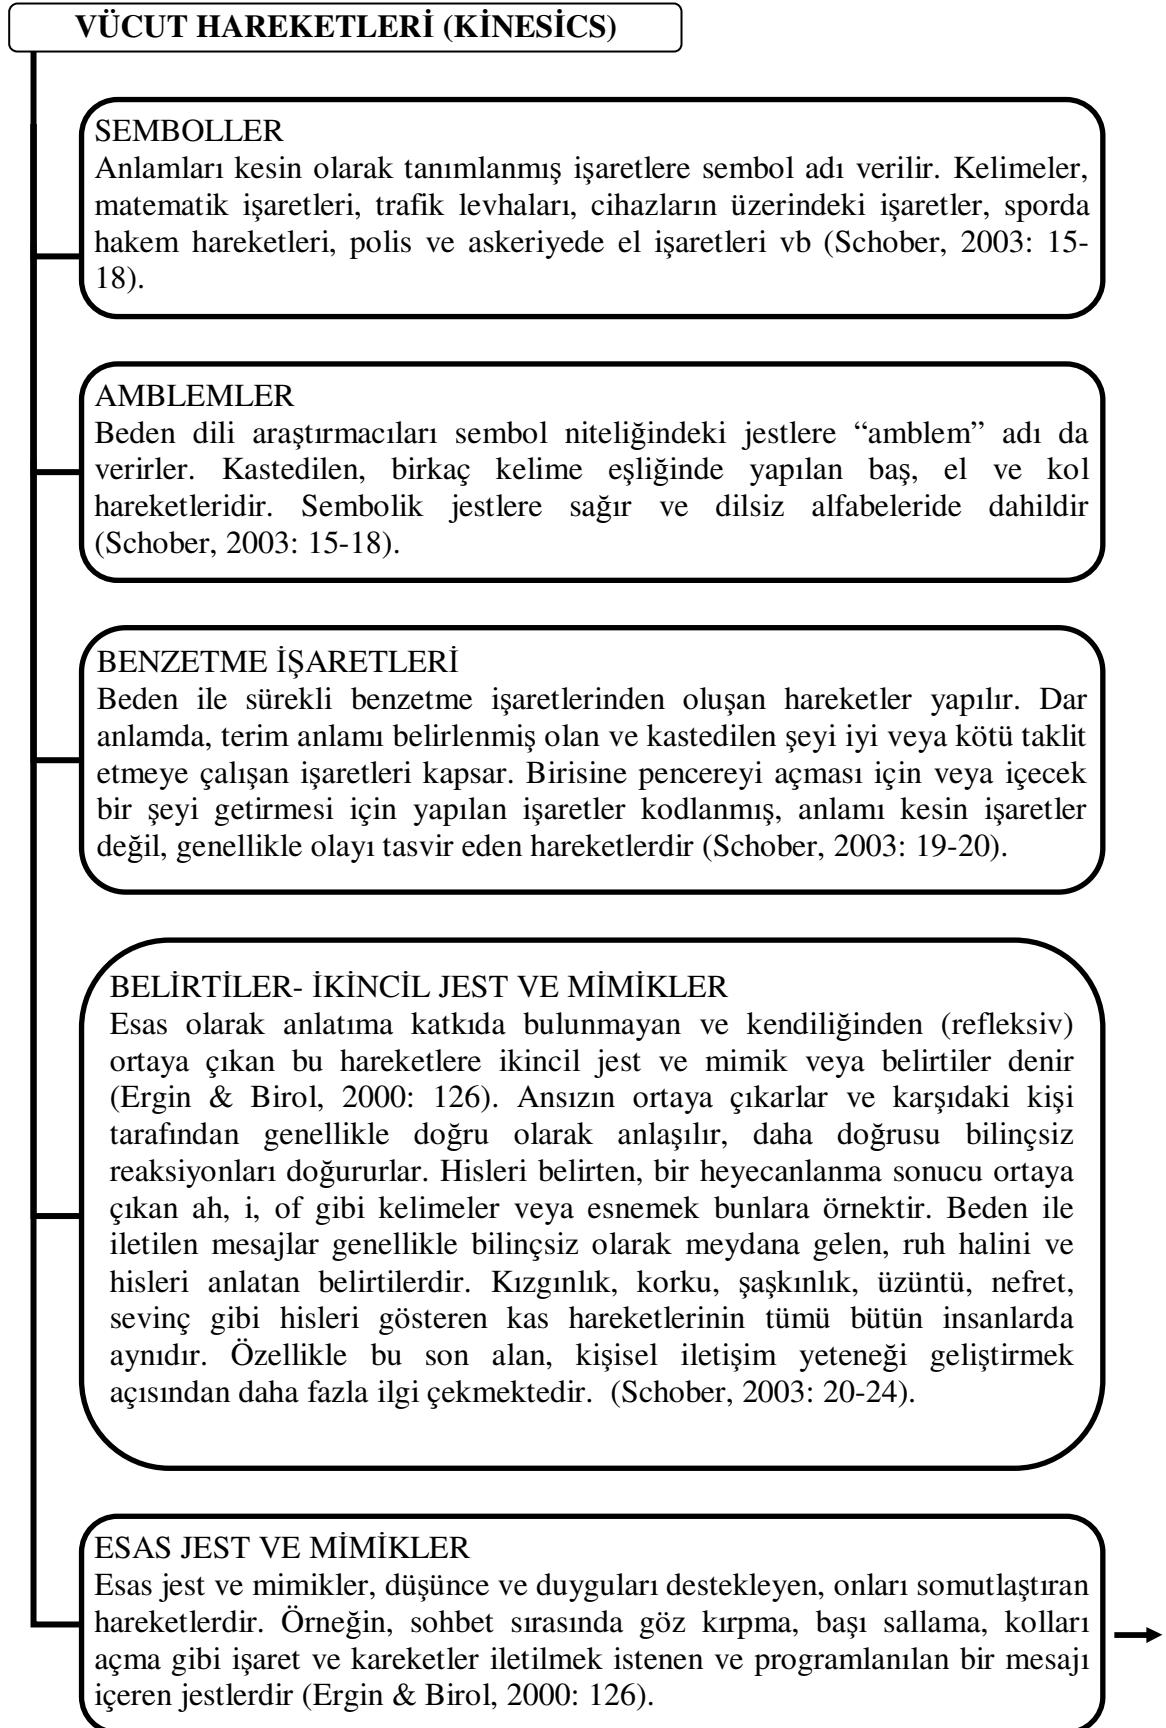 VÜCUT HAREKETLERİ (KİNESİCS)
SEMBOLLER
Anlamları kesin olarak tanımlanmış işaretlere sembol adı verilir. Kelimeler,
matematik işaretleri, trafik levhaları, cihazların üzerindeki işaretler, sporda
hakem hareketleri, polis ve askeriyede el işaretleri vb (Schober, 2003: 15-
18).
AMBLEMLER
Beden dili araştırmacıları sembol niteliğindeki jestlere “amblem” adı da
verirler. Kastedilen, birkaç kelime eşliğinde yapılan baş, el ve kol
hareketleridir. Sembolik jestlere sağır ve dilsiz alfabeleride dahildir
(Schober, 2003: 15-18).
BENZETME İŞARETLERİ
Beden ile sürekli benzetme işaretlerinden oluşan hareketler yapılır. Dar
anlamda, terim anlamı belirlenmiş olan ve kastedilen şeyi iyi veya kötü taklit
etmeye çalışan işaretleri kapsar. Birisine pencereyi açması için veya içecek
bir şeyi getirmesi için yapılan işaretler kodlanmış, anlamı kesin işaretler
değil, genellikle olayı tasvir eden hareketlerdir (Schober, 2003: 19-20).
BELİRTİLER- İKİNCİL JEST VE MİMİKLER
Esas olarak anlatıma katkıda bulunmayan ve kendiliğinden (refleksiv)
ortaya çıkan bu hareketlere ikincil jest ve mimik veya belirtiler denir
(Ergin & Birol, 2000: 126). Ansızın ortaya çıkarlar ve karşıdaki kişi
tarafından genellikle doğru olarak anlaşılır, daha doğrusu bilinçsiz
reaksiyonları doğururlar. Hisleri belirten, bir heyecanlanma sonucu ortaya
çıkan ah, i, of gibi kelimeler veya esnemek bunlara örnektir. Beden ile
iletilen mesajlar genellikle bilinçsiz olarak meydana gelen, ruh halini ve
hisleri anlatan belirtilerdir. Kızgınlık, korku, şaşkınlık, üzüntü, nefret,
sevinç gibi hisleri gösteren kas hareketlerinin tümü bütün insanlarda
aynıdır. Özellikle bu son alan, kişisel iletişim yeteneği geliştirmek
açısından daha fazla ilgi çekmektedir. (Schober, 2003: 20-24).
ESAS JEST VE MİMİKLER
Esas jest ve mimikler, düşünce ve duyguları destekleyen, onları somutlaştıran
hareketlerdir. Örneğin, sohbet sırasında göz kırpma, başı sallama, kolları
açma gibi işaret ve kareketler iletilmek istenen ve programlanılan bir mesajı
içeren jestlerdir (Ergin & Birol, 2000: 126).